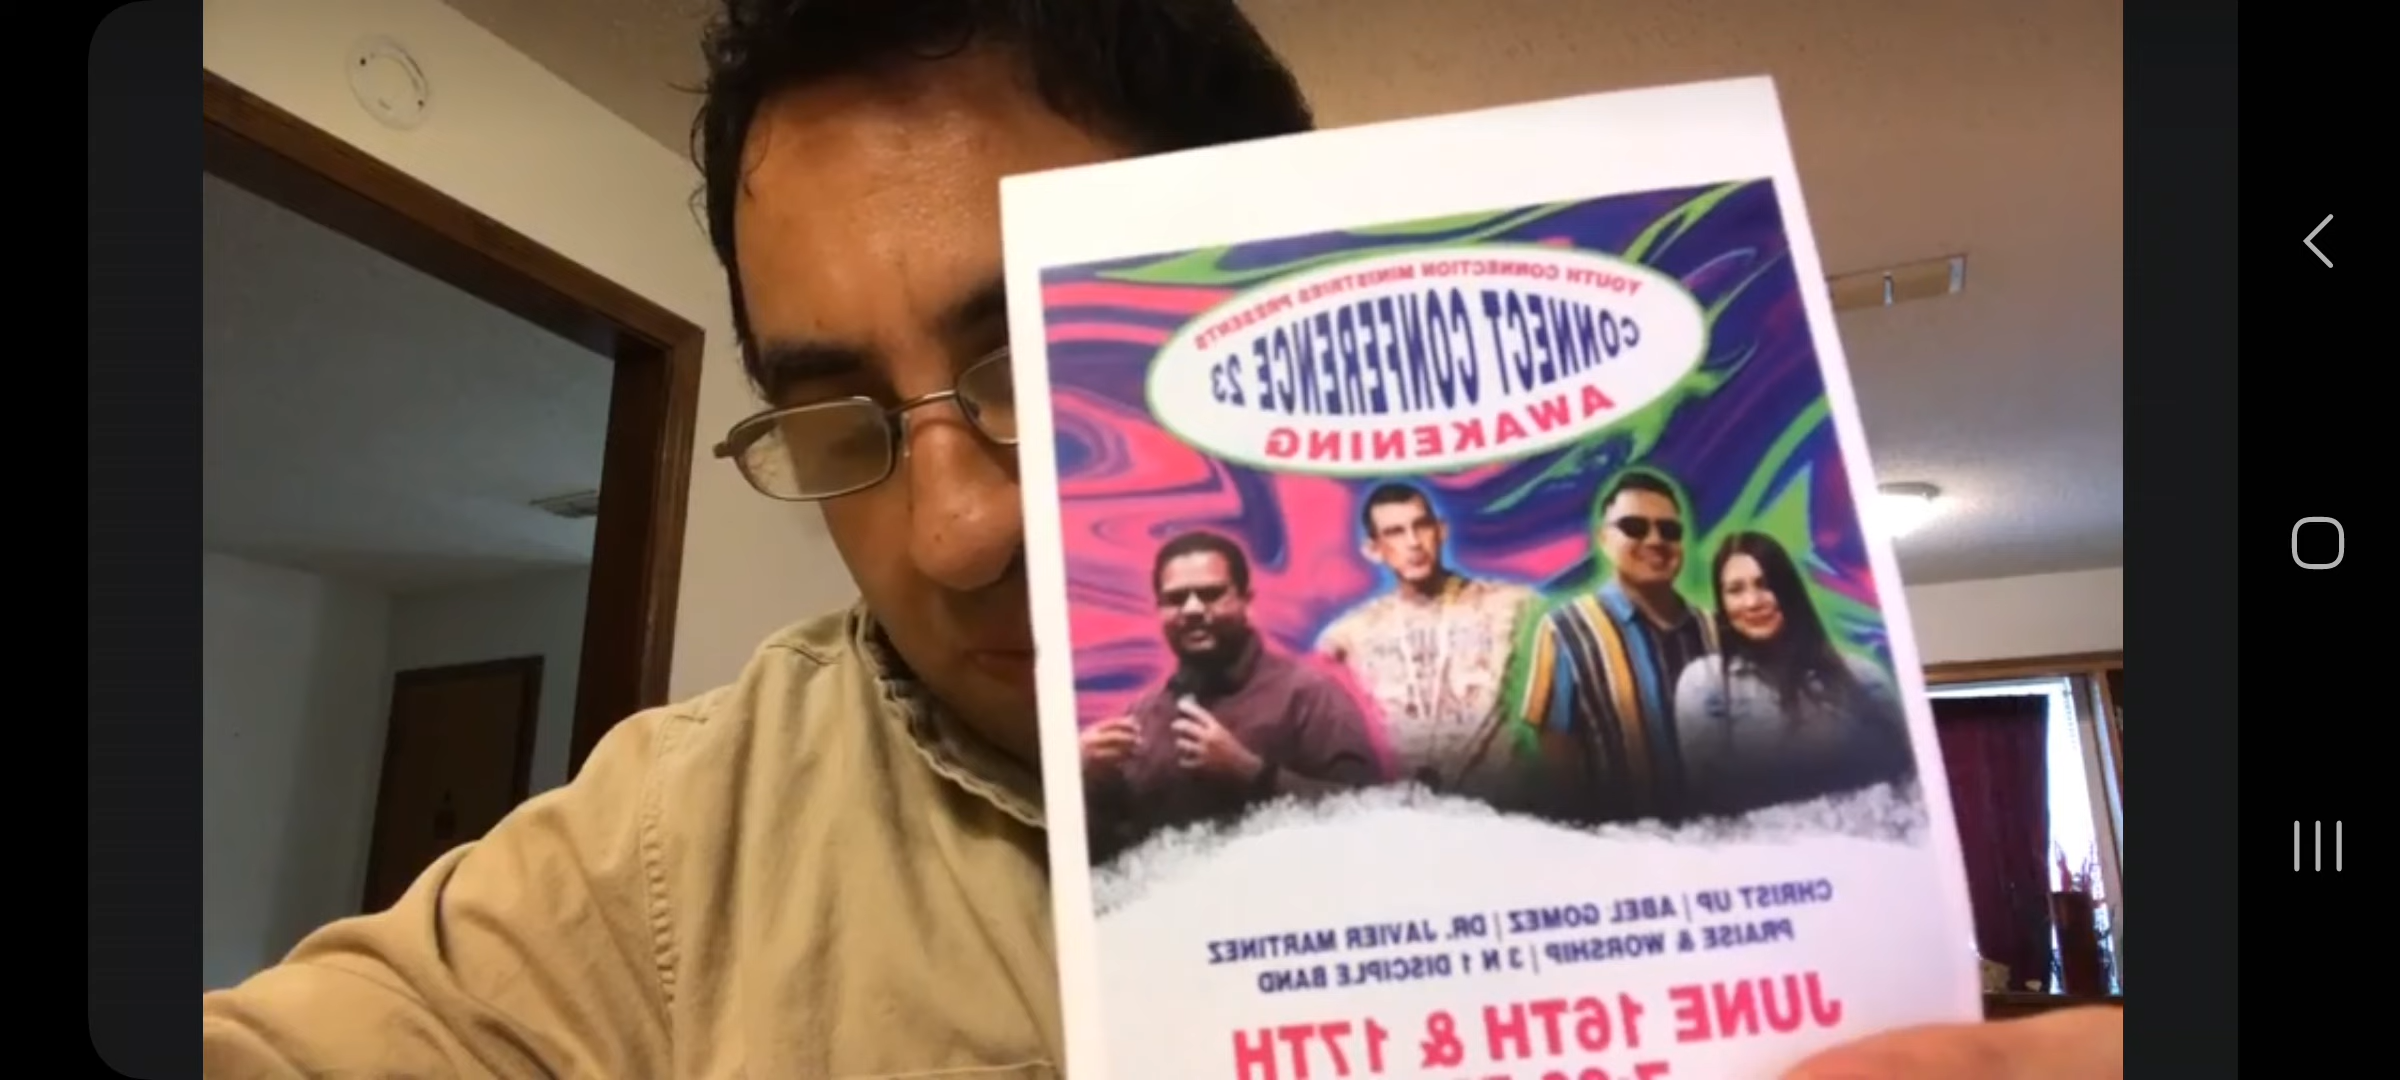 YOUTH CONNECTION MINISTRIES PRESENTS
CONNECT CONFERENCE 23
AWAKENING
CHRIST UP | ABEL GOMEZ | DR. JAVIER MARTINEZ
PRAISE & WORSHIP | 3 N 1 DISCIPLE BAND
JUNE 16TH & 17TH